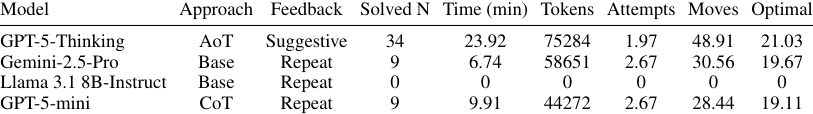 Model Approach Feedback Solved N Time (min) Tokens Attempts Moves Optimal
GPT-5-Thinking AoT Suggestive 34 23.92 75284 1.97 48.91 21.03
Gemini-2.5-Pro Base Repeat 9 6.74 58651 2.67 30.56 19.67
Llama 3.1 8B-Instruct Base Repeat 0 0 0 0 0 0
GPT-5-mini CoT Repeat 9 9.91 44272 2.67 28.44 19.11